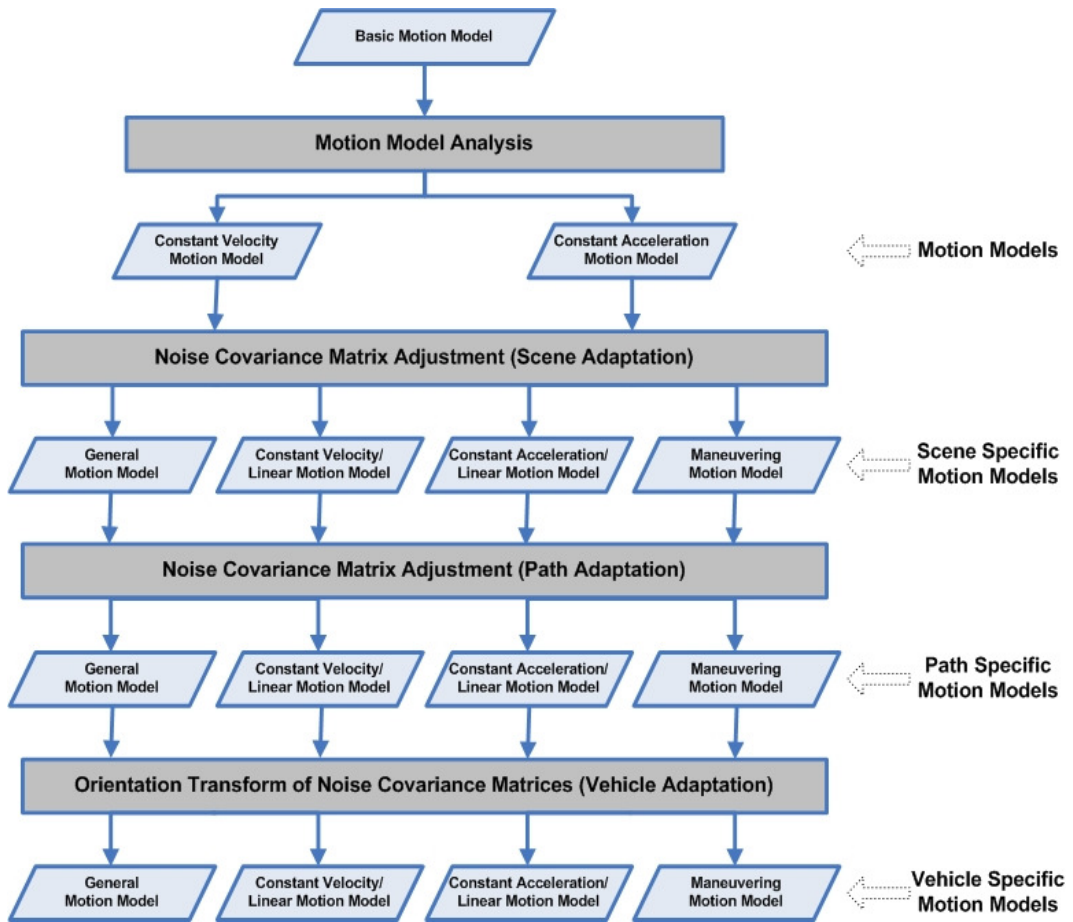 Basic Motion Model
Motion Model Analysis
Constant Velocity
Motion Model
Constant Acceleration
Motion Model
Motion Models
Noise Covariance Matrix Adjustment (Scene Adaptation)
General
Motion Model
Constant Velocity/
Linear Motion Model
Constant Acceleration/
Linear Motion Model
Maneuvering
Motion Model
Scene Specific
Motion Models
Noise Covariance Matrix Adjustment (Path Adaptation)
General
Motion Model
Constant Velocity/
Linear Motion Model
Constant Acceleration/
Linear Motion Model
Maneuvering
Motion Model
Path Specific
Motion Models
Orientation Transform of Noise Covariance Matrices (Vehicle Adaptation)
General
Motion Model
Constant Velocity/
Linear Motion Model
Constant Acceleration/
Linear Motion Model
Maneuvering
Motion Model
Vehicle Specific
Motion Models